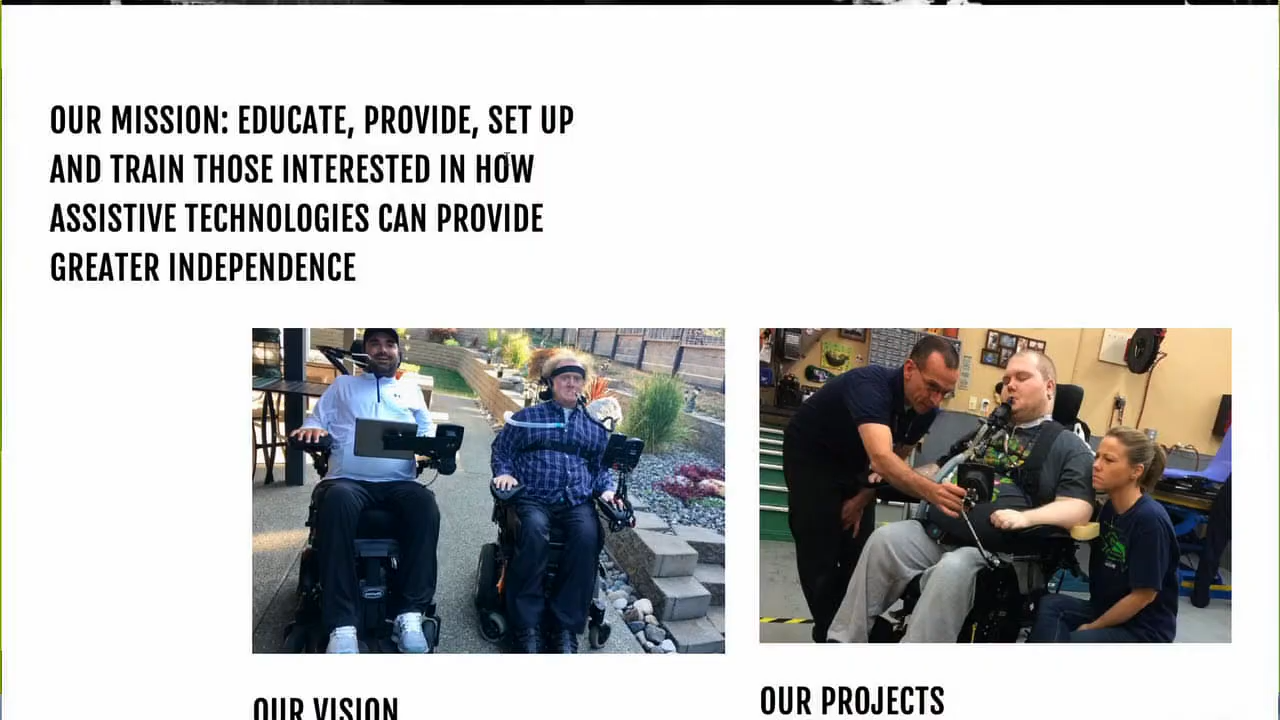 OUR MISSION: EDUCATE, PROVIDE, SET UP
AND TRAIN THOSE INTERESTED IN HOW
ASSISTIVE TECHNOLOGIES CAN PROVIDE
GREATER INDEPENDENCE
OUR VISION
OUR PROJECTS